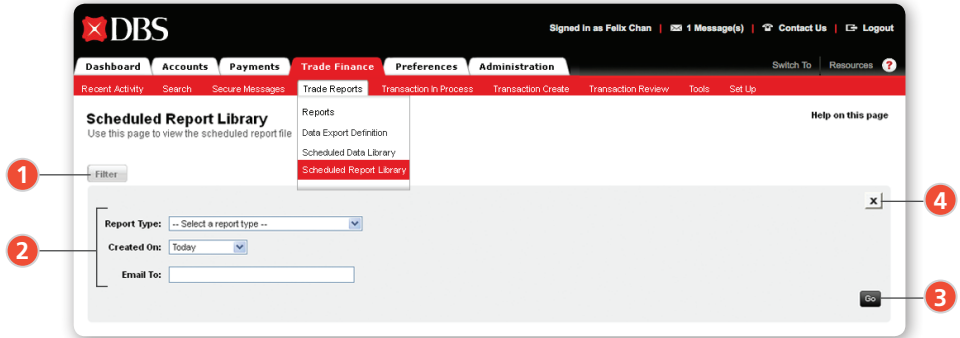 DBS
Signed In as Felix Chan | 1 Message(s) | Contact Us | Logout
Dashboard Accounts Payments Trade Finance Preferences Administration Switch To Resources ?
Recent Activity Search Secure Messages Trade Reports Transaction In Process Transaction Create Transaction Review Tools Set Up
Scheduled Report Library
Help on this page
Use this page to view the scheduled report file
Reports
Data Export Definition
Scheduled Data Library
Scheduled Report Library
1 Filter
x 4
2
Report Type: -- Select a report type --
Created On: Today
Email To:
Go 3